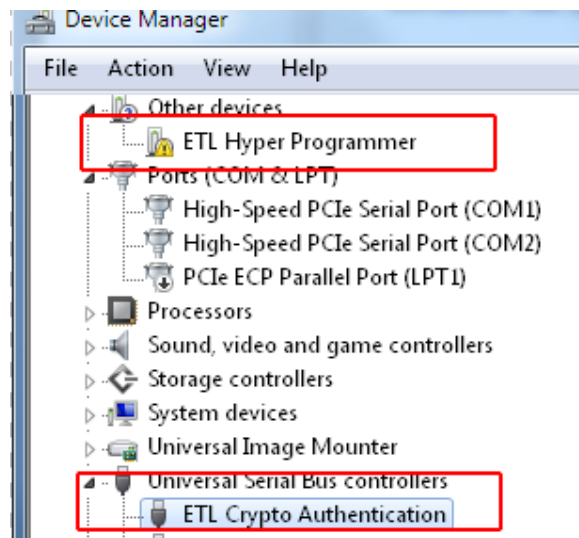 Device Manager
File Action View Help
Other devices
ETL Hyper Programmer
Ports (COM & LPT)
High-Speed PCIe Serial Port (COM1)
High-Speed PCIe Serial Port (COM2)
PCIe ECP Parallel Port (LPT1)
Processors
Sound, video and game controllers
Storage controllers
System devices
Universal Image Mounter
Universal Serial Bus controllers
ETL Crypto Authentication